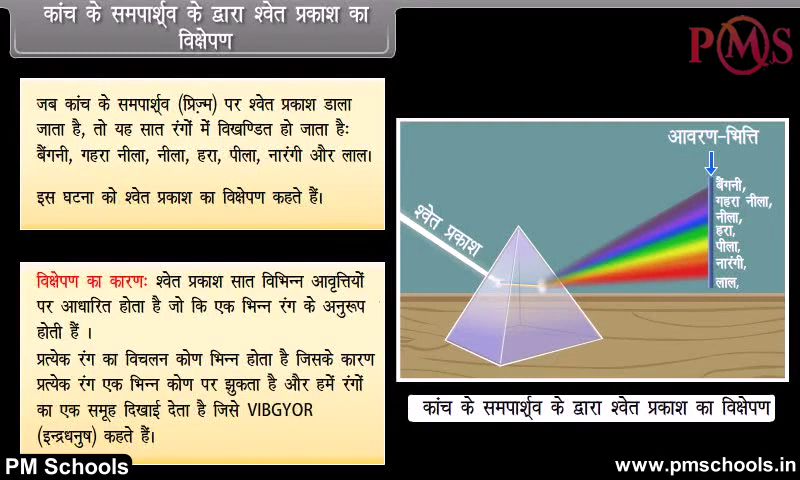 कांच के समपार्श्व के द्वारा श्वेत प्रकाश का
विक्षेपण
PMS
जब कांच के समपार्श्व (प्रिज़्म) पर श्वेत प्रकाश डाला
जाता है, तो यह सात रंगों में विखण्डित हो जाता हैः
बैंगनी, गहरा नीला, नीला, हरा, पीला, नारंगी और लाल।
इस घटना को श्वेत प्रकाश का विक्षेपण कहते हैं।
विक्षेपण का कारणः श्वेत प्रकाश सात विभिन्न आवृत्तियों
पर आधारित होता है जो कि एक भिन्न रंग के अनुरूप
होती हैं ।
प्रत्येक रंग का विचलन कोण भिन्न होता है जिसके कारण
प्रत्येक रंग एक भिन्न कोण पर झुकता है और हमें रंगों
का एक समूह दिखाई देता है जिसे VIBGYOR
(इन्द्रधनुष) कहते हैं।
आवरण-भित्ति
श्वेत प्रकाश
बैंगनी,
गहरा नीला,
नीला,
हरा,
पीला,
नारंगी,
लाल,
कांच के समपार्श्व के द्वारा श्वेत प्रकाश का विक्षेपण
PM Schools
www.pmschools.in